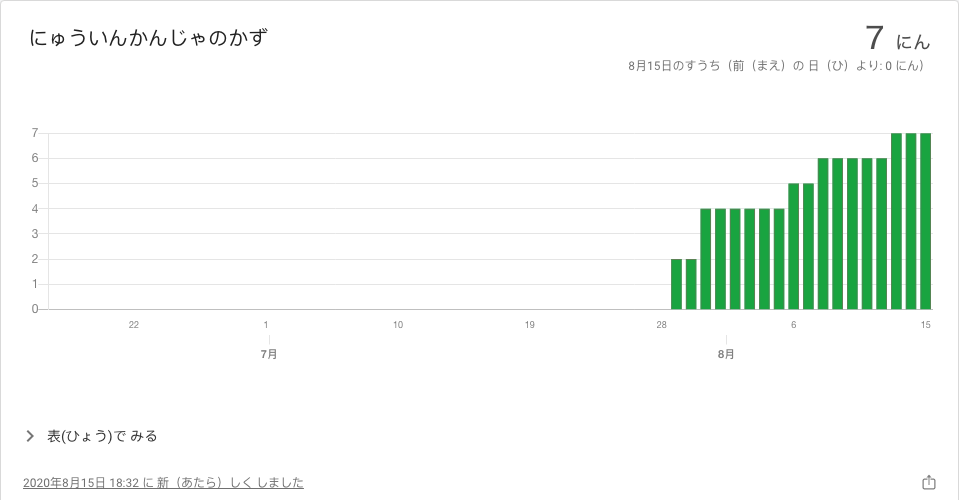 にゅういんかんじゃのかず
7 にん
8月15日のすうち（前（まえ）の 日（ひ）より: 0 にん）
7
6
5
4
3
2
1
0
22 1 10 19 28 6 15
7月 8月
表(ひょう)で みる
2020年8月15日 18:32 に 新（あたら）しく しました